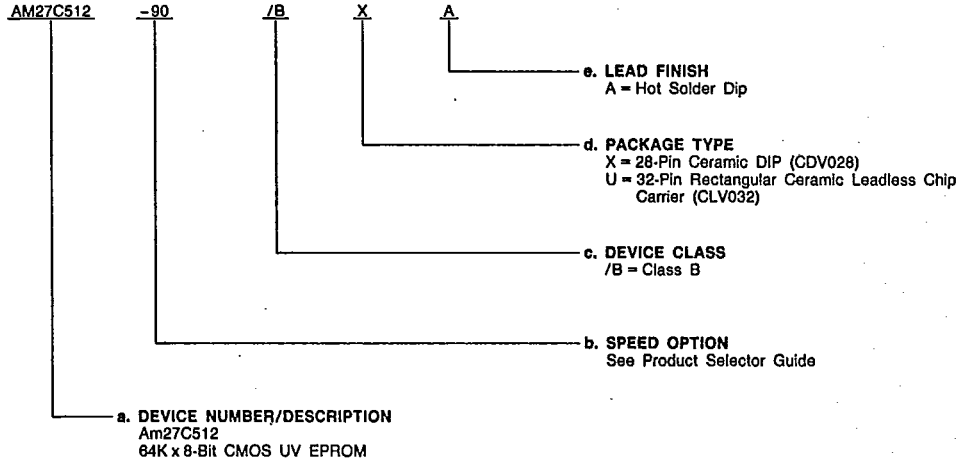 AM27C512 -90 /B X A
e. LEAD FINISH
A = Hot Solder Dip
d. PACKAGE TYPE
X = 28-Pin Ceramic DIP (CDV028)
U = 32-Pin Rectangular Ceramic Leadless Chip
Carrier (CLV032)
c. DEVICE CLASS
/B = Class B
b. SPEED OPTION
See Product Selector Guide
a. DEVICE NUMBER/DESCRIPTION
Am27C512
64K x 8-Bit CMOS UV EPROM